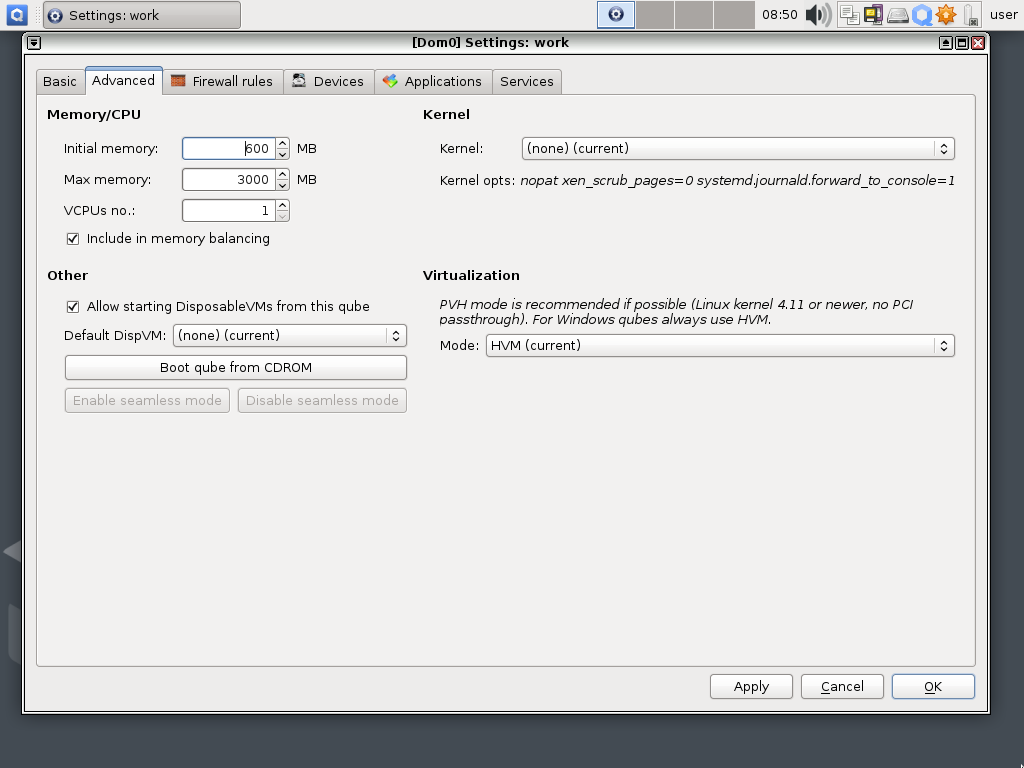 Settings: work
08:50
user
[Dom0] Settings: work
Basic
Advanced
Firewall rules
Devices
Applications
Services
Memory/CPU
Initial memory: 600 MB
Max memory: 3000 MB
VCPUs no.: 1
Include in memory balancing
Kernel
Kernel: (none) (current)
Kernel opts: nopat xen_scrub_pages=0 systemd.journald.forward_to_console=1
Other
Allow starting DisposableVMs from this qube
Default DispVM: (none) (current)
Boot qube from CDROM
Enable seamless mode
Disable seamless mode
Virtualization
PVH mode is recommended if possible (Linux kernel 4.11 or newer, no PCI
passthrough). For Windows qubes always use HVM.
Mode: HVM (current)
Apply
Cancel
OK